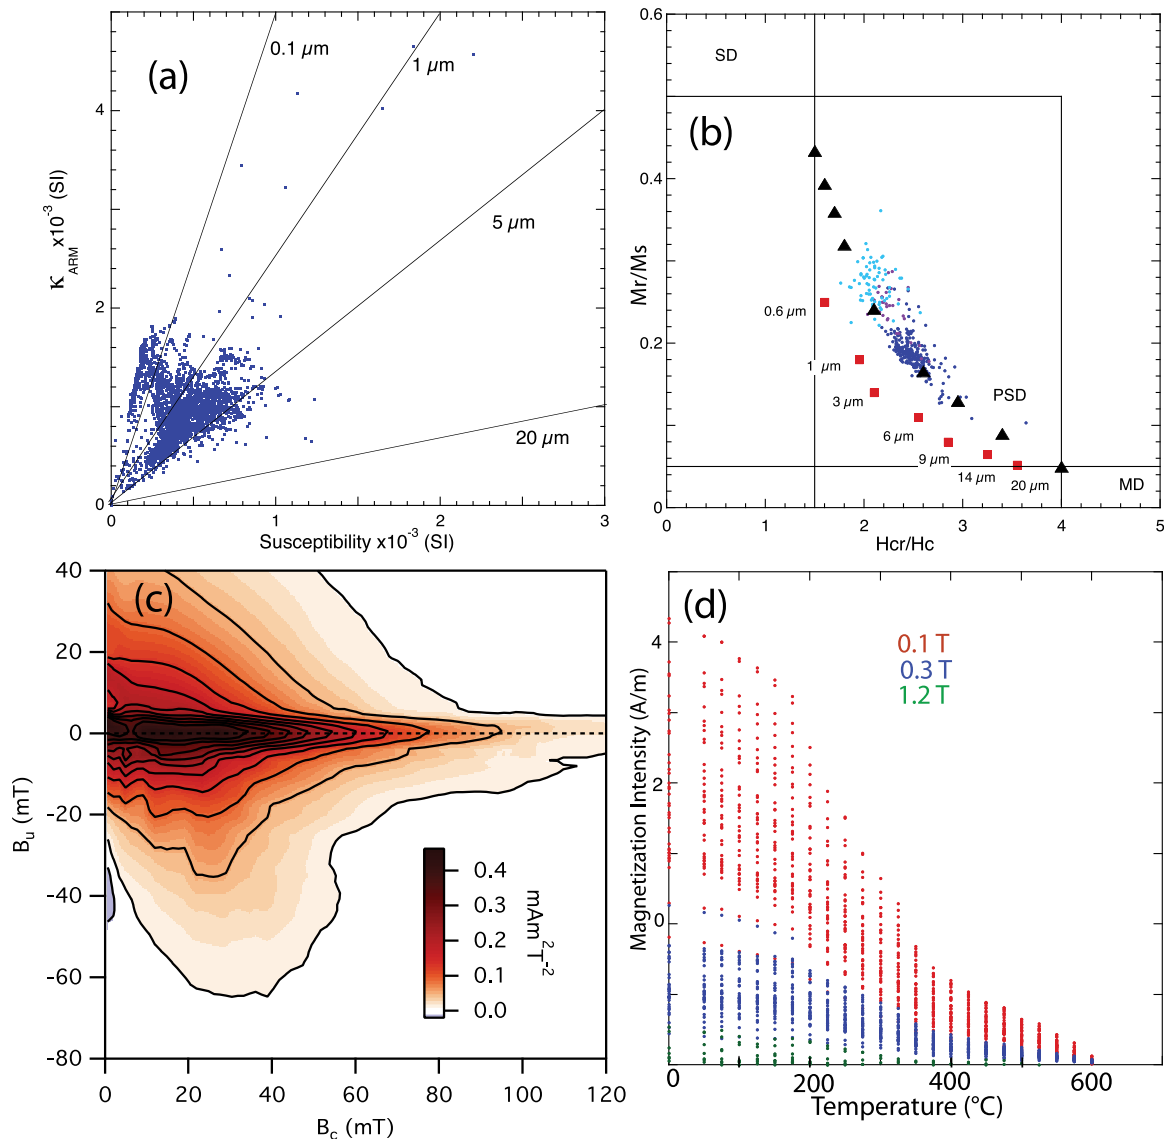 (a)
0.1 µm
1 µm
5 µm
20 µm
4
2
0
κARM x10⁻³ (SI)
0 1 2 3
Susceptibility x10⁻³ (SI)
(b)
SD
PSD
MD
0.6
0.4
0.2
0
Mr/Ms
0.6 µm
1 µm
3 µm
6 µm
9 µm
14 µm
20 µm
0 1 2 3 4 5
Hcr/Hc
(c)
40
20
0
-20
-40
-60
-80
Bu (mT)
0.4
0.3
0.2
0.1
0.0
mAm²T⁻²
0 20 40 60 80 100 120
Bc (mT)
(d)
0.1 T
0.3 T
1.2 T
4
2
0
Magnetization Intensity (A/m)
0 200 400 600
Temperature (°C)